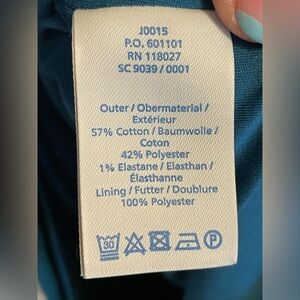 J0015
P.O. 601101
RN 118027
SC 9039 / 0001
Outer / Obermaterial /
Extérieur
57% Cotton / Baumwolle /
Coton
42% Polyester
1% Elastane / Elasthan /
Élasthanne
Lining / Futter / Doublure
100% Polyester
30 P